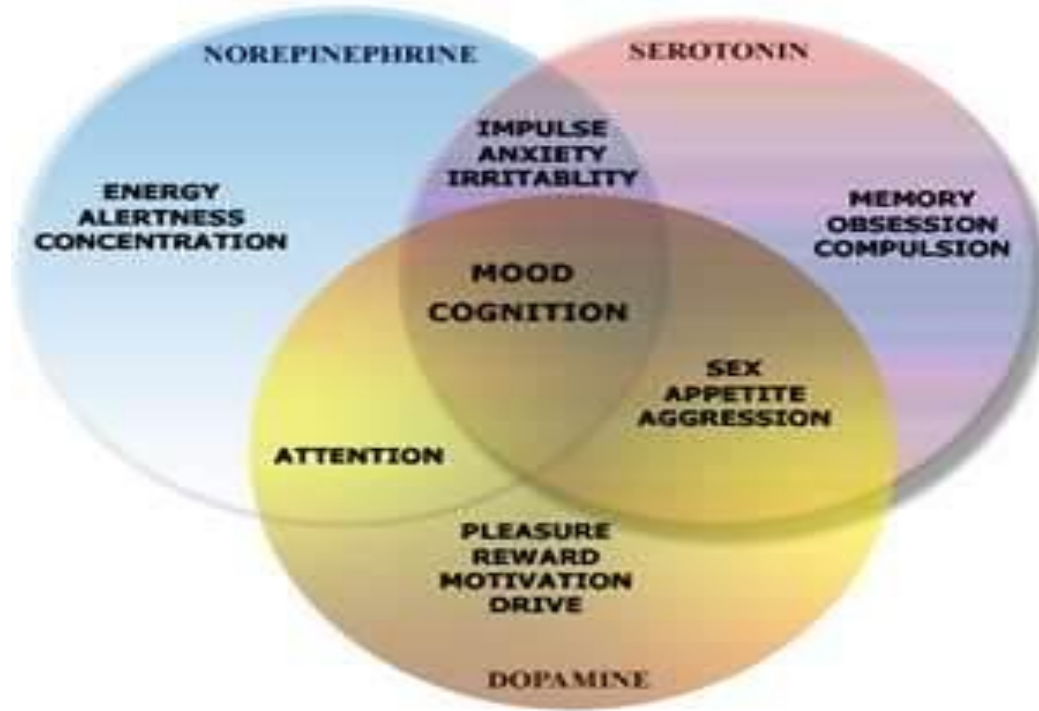 NOREPINEPHRINE
SEROTONIN
IMPULSE
ANXIETY
IRRITABLITY
ENERGY
ALERTNESS
CONCENTRATION
MEMORY
OBSESSION
COMPULSION
MOOD
COGNITION
SEX
APPETITE
AGGRESSION
ATTENTION
PLEASURE
REWARD
MOTIVATION
DRIVE
DOPAMINE